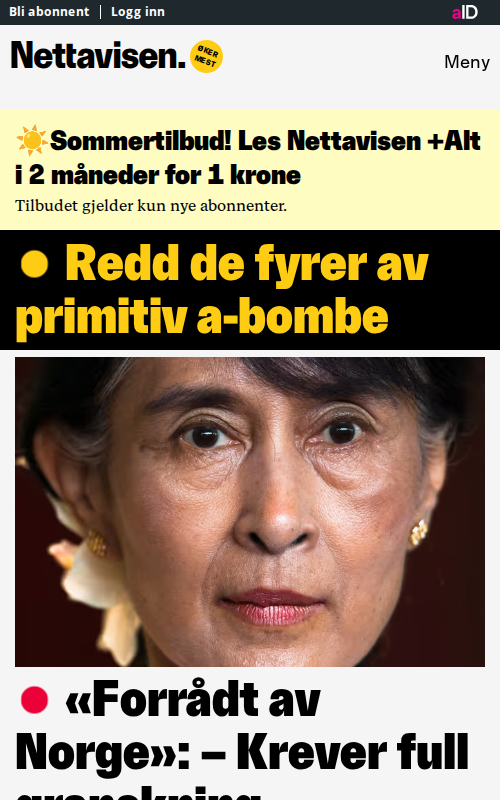 Bli abonnent | Logg inn
aID
Nettavisen.
ØKER
MEST
Meny
☀️Sommertilbud! Les Nettavisen +Alt
i 2 måneder for 1 krone
Tilbudet gjelder kun nye abonnenter.
Redd de fyrer av
primitiv a-bombe
«Forrådt av
Norge»: – Krever full